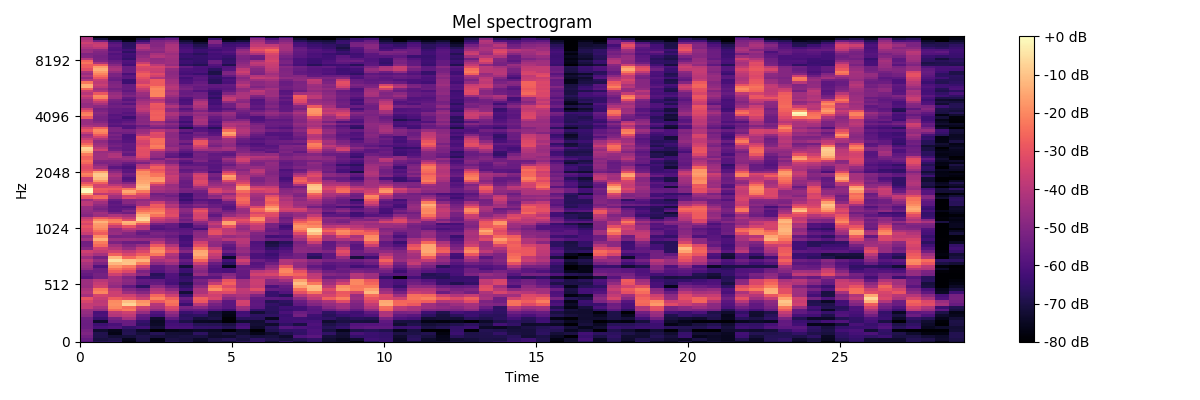 Mel spectrogram
8192
4096
2048
1024
512
0
Hz
0 5 10 15 20 25
Time
+0 dB
-10 dB
-20 dB
-30 dB
-40 dB
-50 dB
-60 dB
-70 dB
-80 dB